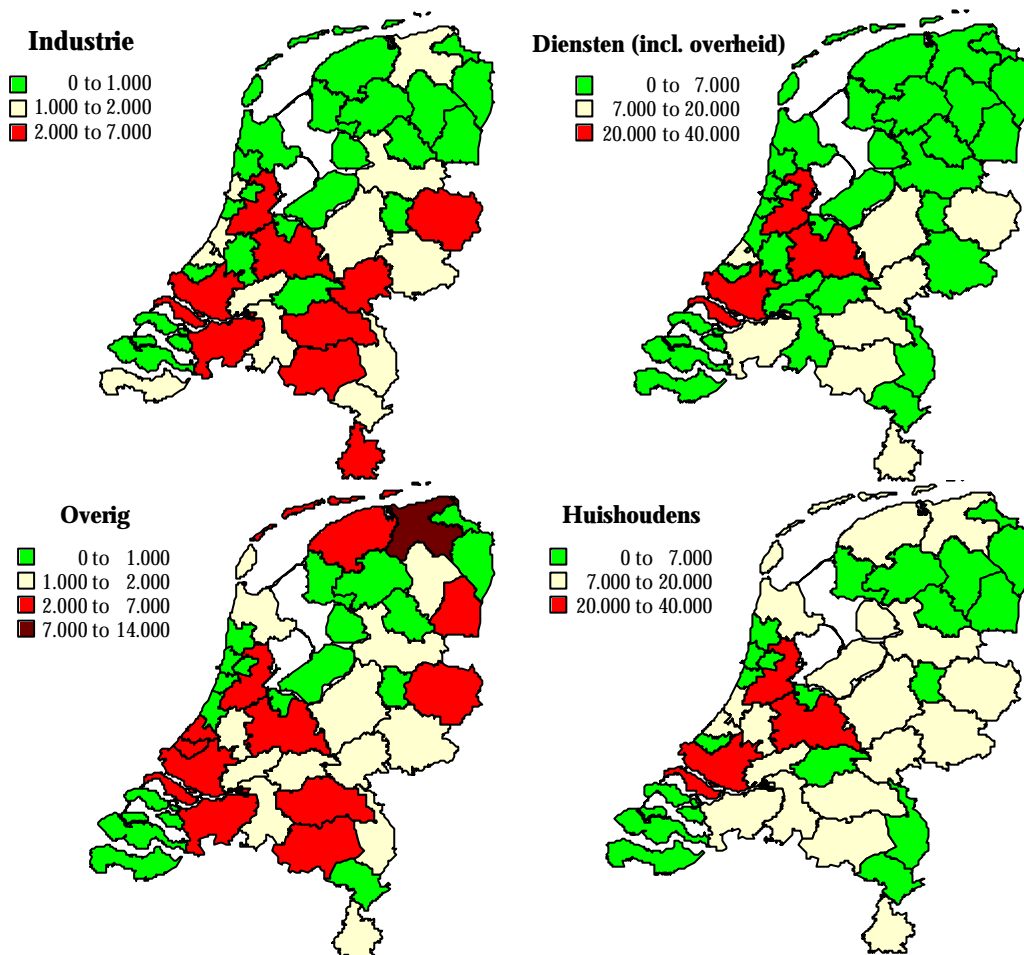 Industrie
0 to 1.000
1.000 to 2.000
2.000 to 7.000
Diensten (incl. overheid)
0 to 7.000
7.000 to 20.000
20.000 to 40.000
Overig
0 to 1.000
1.000 to 2.000
2.000 to 7.000
7.000 to 14.000
Huishoudens
0 to 7.000
7.000 to 20.000
20.000 to 40.000